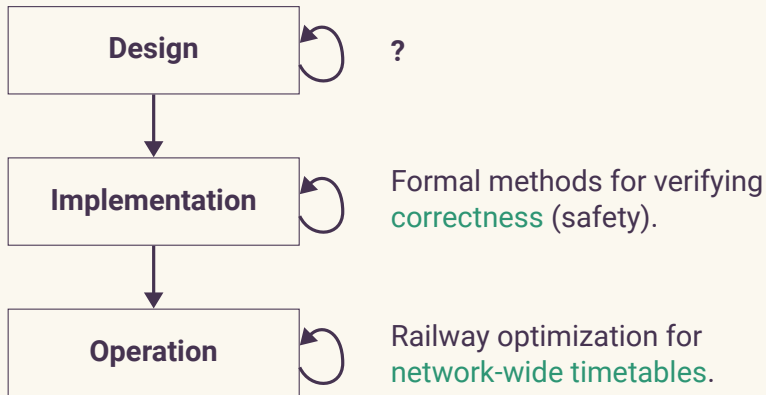 Design
?
Implementation
Formal methods for verifying
correctness (safety).
Operation
Railway optimization for
network-wide timetables.